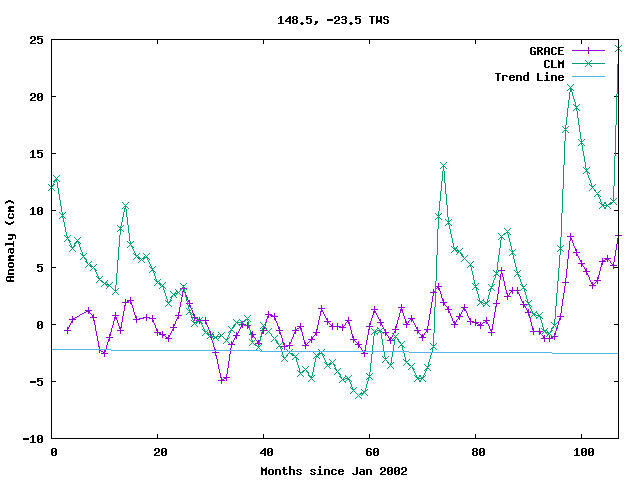 148.5, -23.5 TWS
GRACE
CLM
Trend Line
25
20
15
10
5
0
-5
-10
Anomaly (cm)
0 20 40 60 80 100
Months since Jan 2002